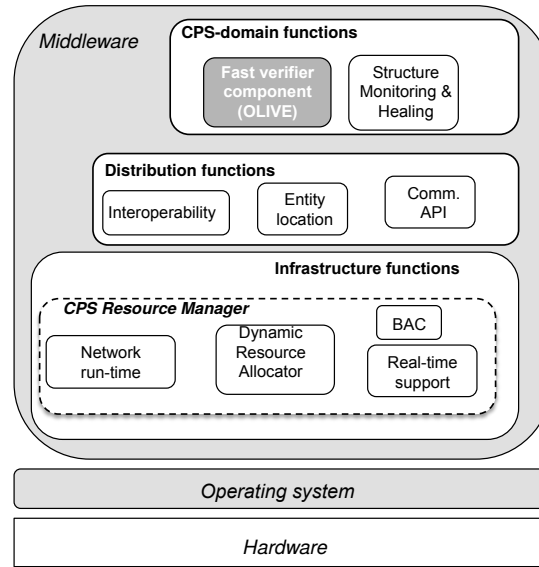 Middleware
CPS-domain functions
Fast verifier
component
(OLIVE)
Structure
Monitoring &
Healing
Distribution functions
Interoperability
Entity
location
Comm.
API
Infrastructure functions
CPS Resource Manager
Network
run-time
Dynamic
Resource
Allocator
BAC
Real-time
support
Operating system
Hardware